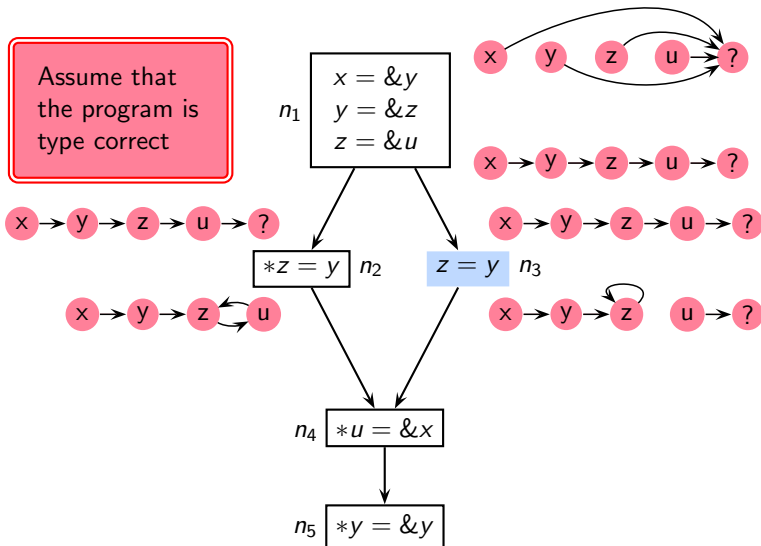 Assume that
the program is
type correct
n1
x = &y
y = &z
z = &u
x y z u ?
x y z u ?
x y z u ?
x y z u ?
*z = y n2
z = y n3
x y z u
x y z u ?
n4 *u = &x
n5 *y = &y